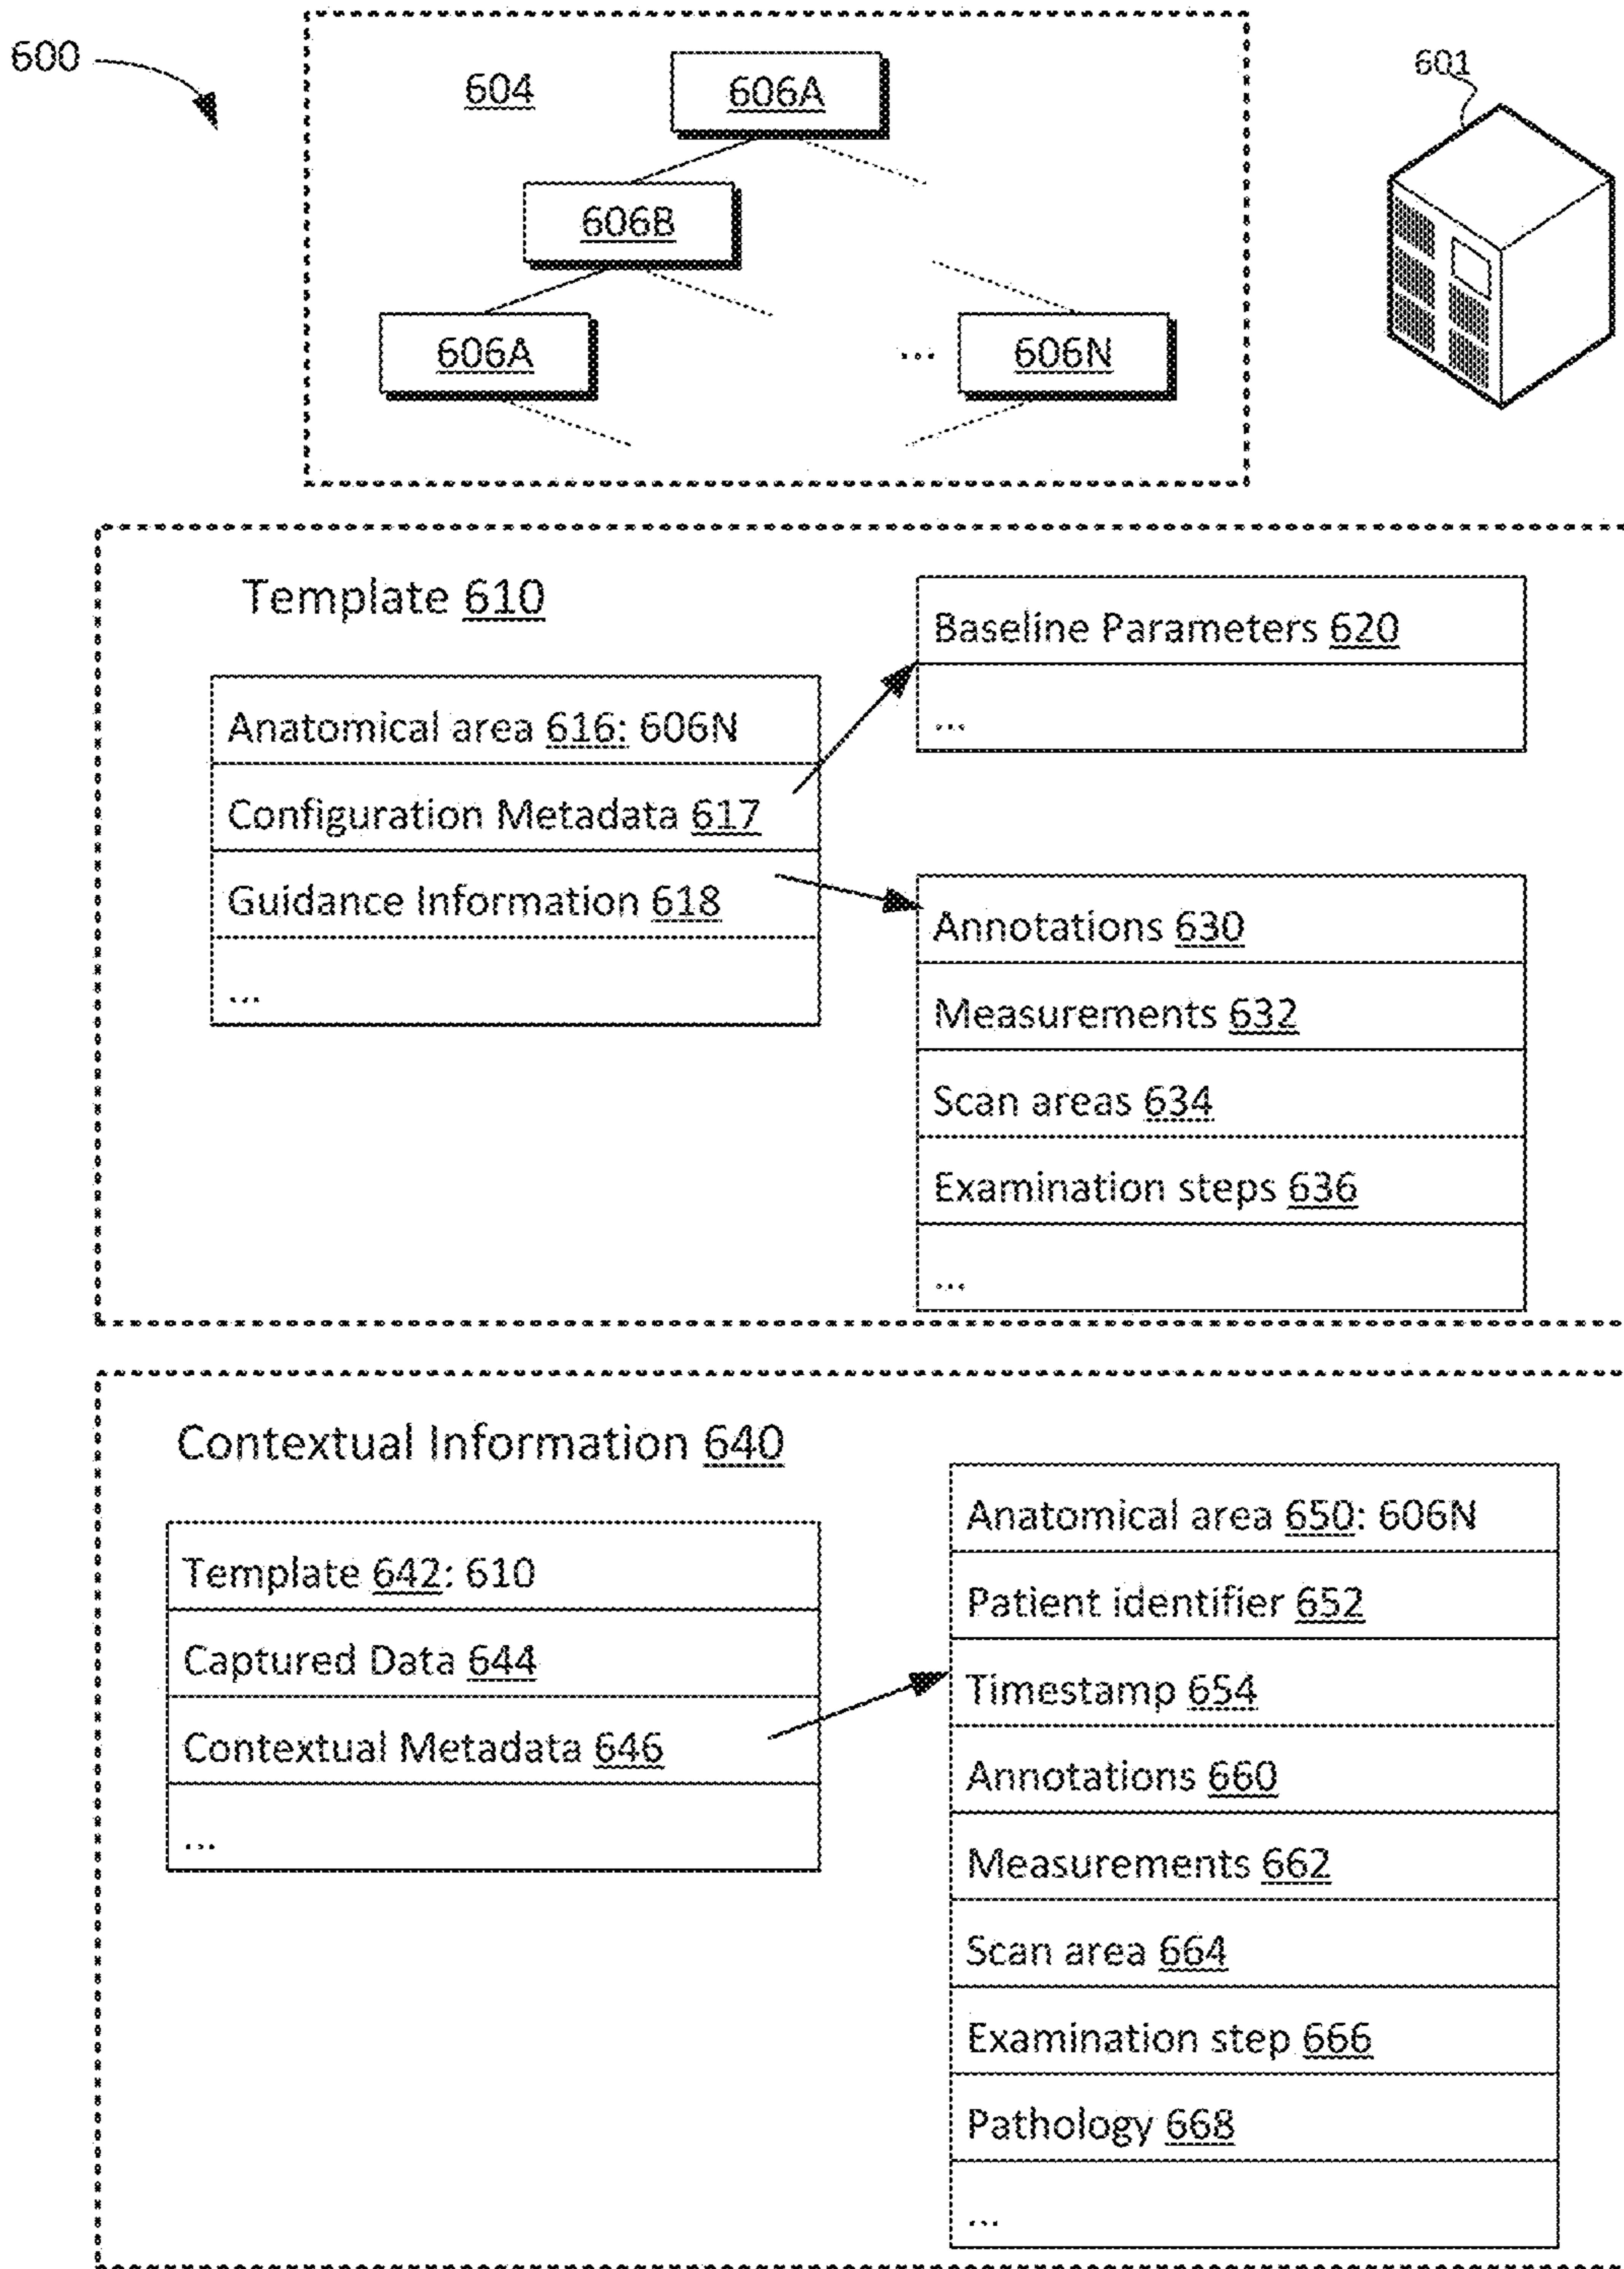 600
604
606A
601
606B
606A
...
606N
Template 610
Baseline Parameters 620
...
Anatomical area 616: 606N
Configuration Metadata 617
Guidance Information 618
...
Annotations 630
Measurements 632
Scan areas 634
Examination steps 636
...
Contextual Information 640
Template 642: 610
Captured Data 644
Contextual Metadata 646
...
Anatomical area 650: 606N
Patient identifier 652
Timestamp 654
Annotations 660
Measurements 662
Scan area 664
Examination step 666
Pathology 668
...